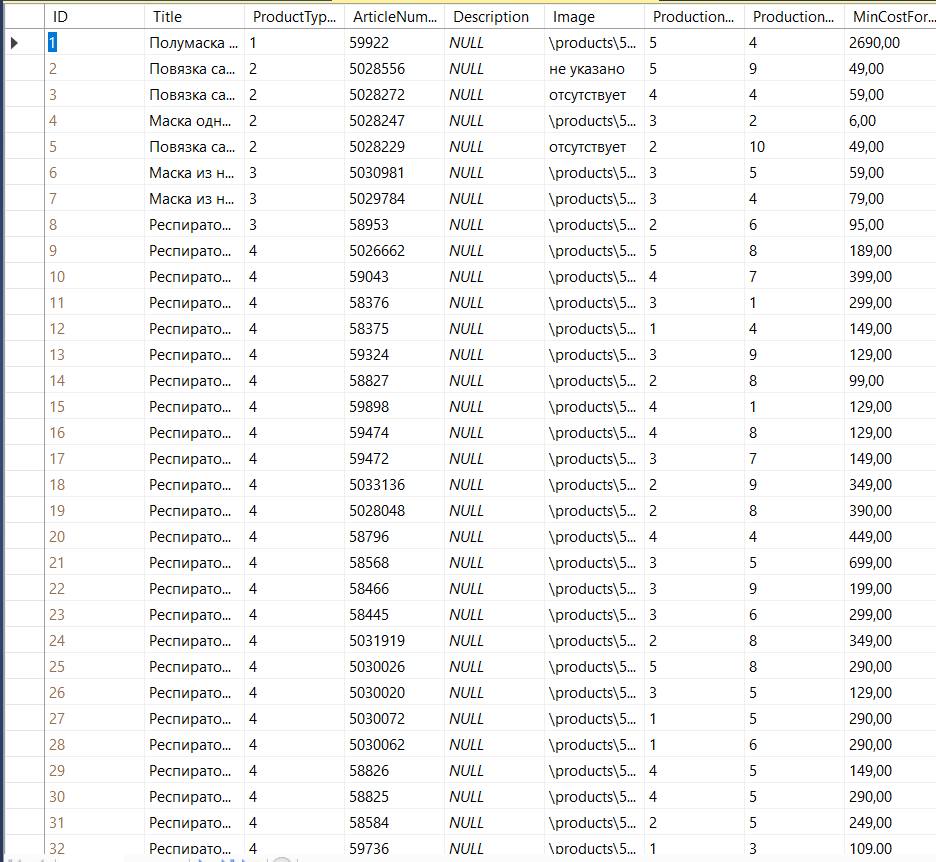 ID Title ProductTyp... ArticleNum... Description Image Production... Production... MinCostFor...
1 Полумаска ... 1 59922 NULL \products\5... 5 4 2690,00
2 Повязка са... 2 5028556 NULL не указано 5 9 49,00
3 Повязка са... 2 5028272 NULL отсутствует 4 4 59,00
4 Маска одн... 2 5028247 NULL \products\5... 3 2 6,00
5 Повязка са... 2 5028229 NULL отсутствует 2 10 49,00
6 Маска из н... 3 5030981 NULL \products\5... 3 5 59,00
7 Маска из н... 3 5029784 NULL \products\5... 3 4 79,00
8 Респирато... 3 58953 NULL \products\5... 2 6 95,00
9 Респирато... 4 5026662 NULL \products\5... 5 8 189,00
10 Респирато... 4 59043 NULL \products\5... 4 7 399,00
11 Респирато... 4 58376 NULL \products\5... 3 1 299,00
12 Респирато... 4 58375 NULL \products\5... 1 4 149,00
13 Респирато... 4 59324 NULL \products\5... 3 9 129,00
14 Респирато... 4 58827 NULL \products\5... 2 8 99,00
15 Респирато... 4 59898 NULL \products\5... 4 1 129,00
16 Респирато... 4 59474 NULL \products\5... 4 8 129,00
17 Респирато... 4 59472 NULL \products\5... 3 7 149,00
18 Респирато... 4 5033136 NULL \products\5... 2 9 349,00
19 Респирато... 4 5028048 NULL \products\5... 2 8 390,00
20 Респирато... 4 58796 NULL \products\5... 4 4 449,00
21 Респирато... 4 58568 NULL \products\5... 3 5 699,00
22 Респирато... 4 58466 NULL \products\5... 3 9 199,00
23 Респирато... 4 58445 NULL \products\5... 3 6 299,00
24 Респирато... 4 5031919 NULL \products\5... 2 8 349,00
25 Респирато... 4 5030026 NULL \products\5... 5 8 290,00
26 Респирато... 4 5030020 NULL \products\5... 3 5 129,00
27 Респирато... 4 5030072 NULL \products\5... 1 5 290,00
28 Респирато... 4 5030062 NULL \products\5... 1 6 290,00
29 Респирато... 4 58826 NULL \products\5... 4 5 149,00
30 Респирато... 4 58825 NULL \products\5... 4 5 290,00
31 Респирато... 4 58584 NULL \products\5... 2 5 249,00
32 Респирато... 4 59736 NULL \products\5... 1 3 109,00